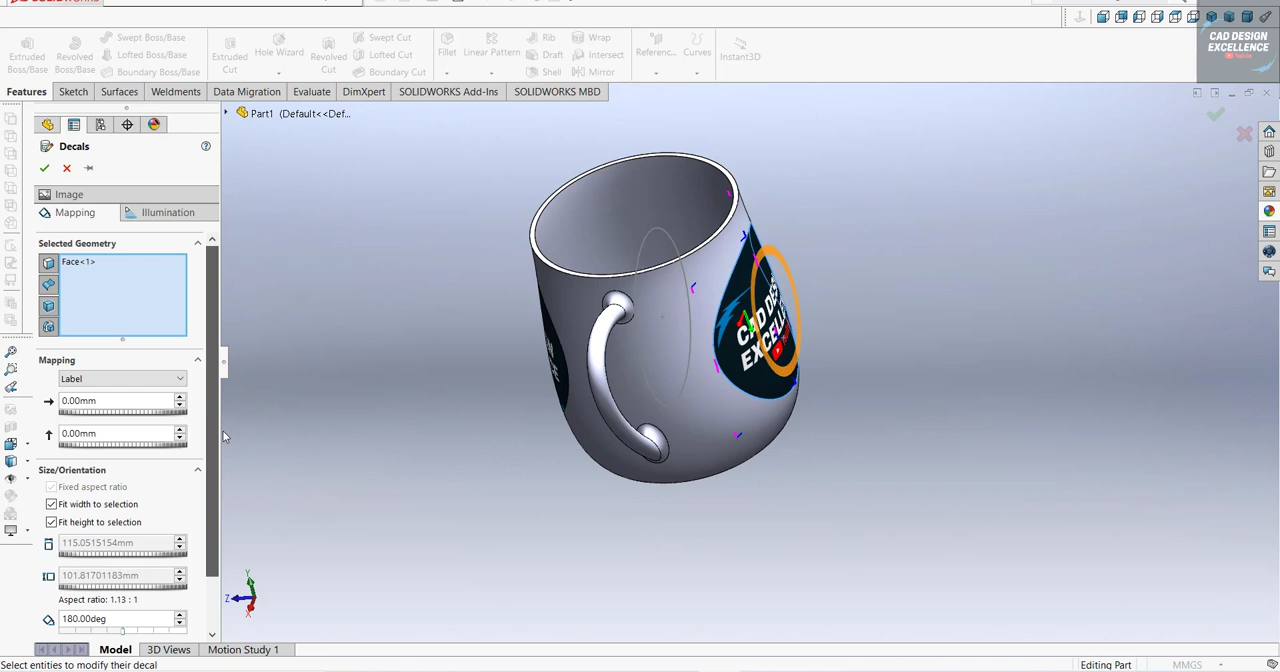 SOLIDWORKS
Extruded Boss/Base
Revolved Boss/Base
Swept Boss/Base
Lofted Boss/Base
Boundary Boss/Base
Extruded Cut
Hole Wizard
Revolved Cut
Swept Cut
Lofted Cut
Boundary Cut
Fillet
Linear Pattern
Rib
Draft
Shell
Wrap
Intersect
Mirror
Referenc...
Curves
Instant3D
CAD DESIGN
EXCELLENCE
Features Sketch Surfaces Weldments Data Migration Evaluate DimXpert SOLIDWORKS Add-Ins SOLIDWORKS MBD
Part1 (Default<<Def...
Decals
Image
Mapping Illumination
Selected Geometry
Face<1>
Mapping
Label
0.00mm
0.00mm
Size/Orientation
Fixed aspect ratio
Fit width to selection
Fit height to selection
115.0515154mm
101.81701183mm
Aspect ratio: 1.13 : 1
180.00deg
CAD DES
EXCELL
Y
Z
X
Model 3D Views Motion Study 1
Select entities to modify their decal
Editing Part
MMGS